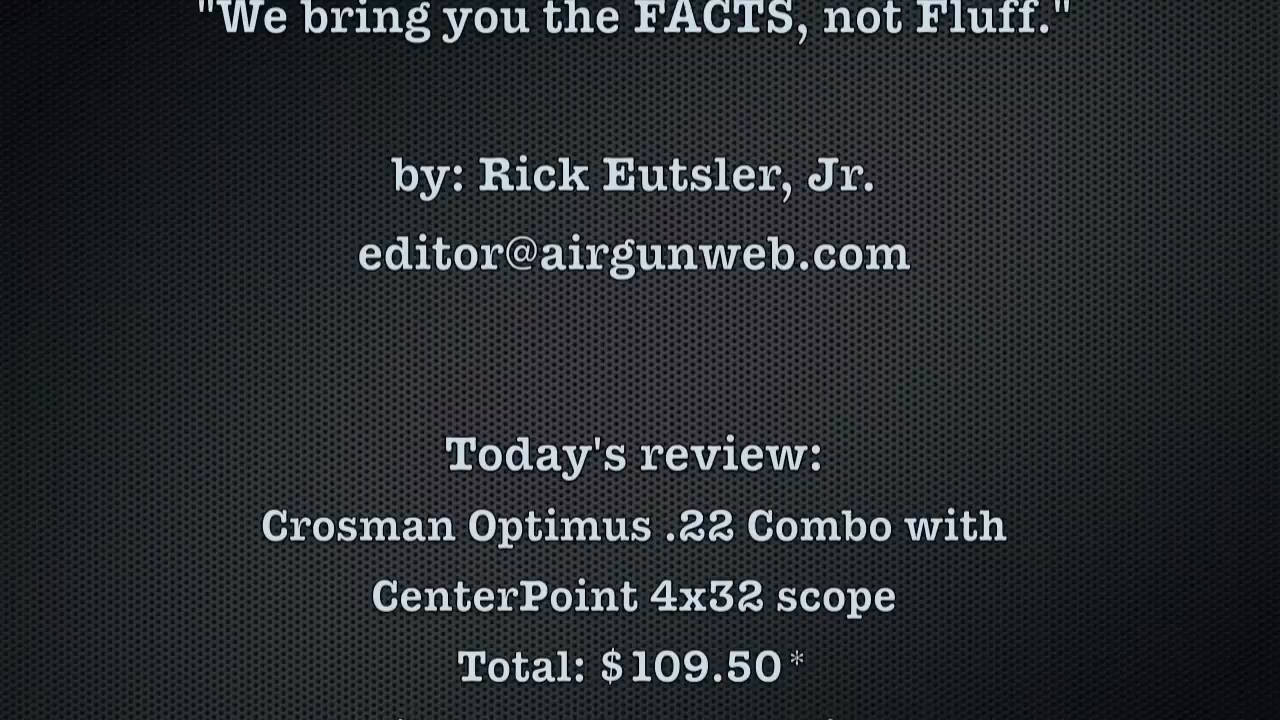 "We bring you the FACTS, not Fluff."
by: Rick Eutsler, Jr.
editor@airgunweb.com
Today's review:
Crosman Optimus .22 Combo with
CenterPoint 4x32 scope
Total: $109.50*